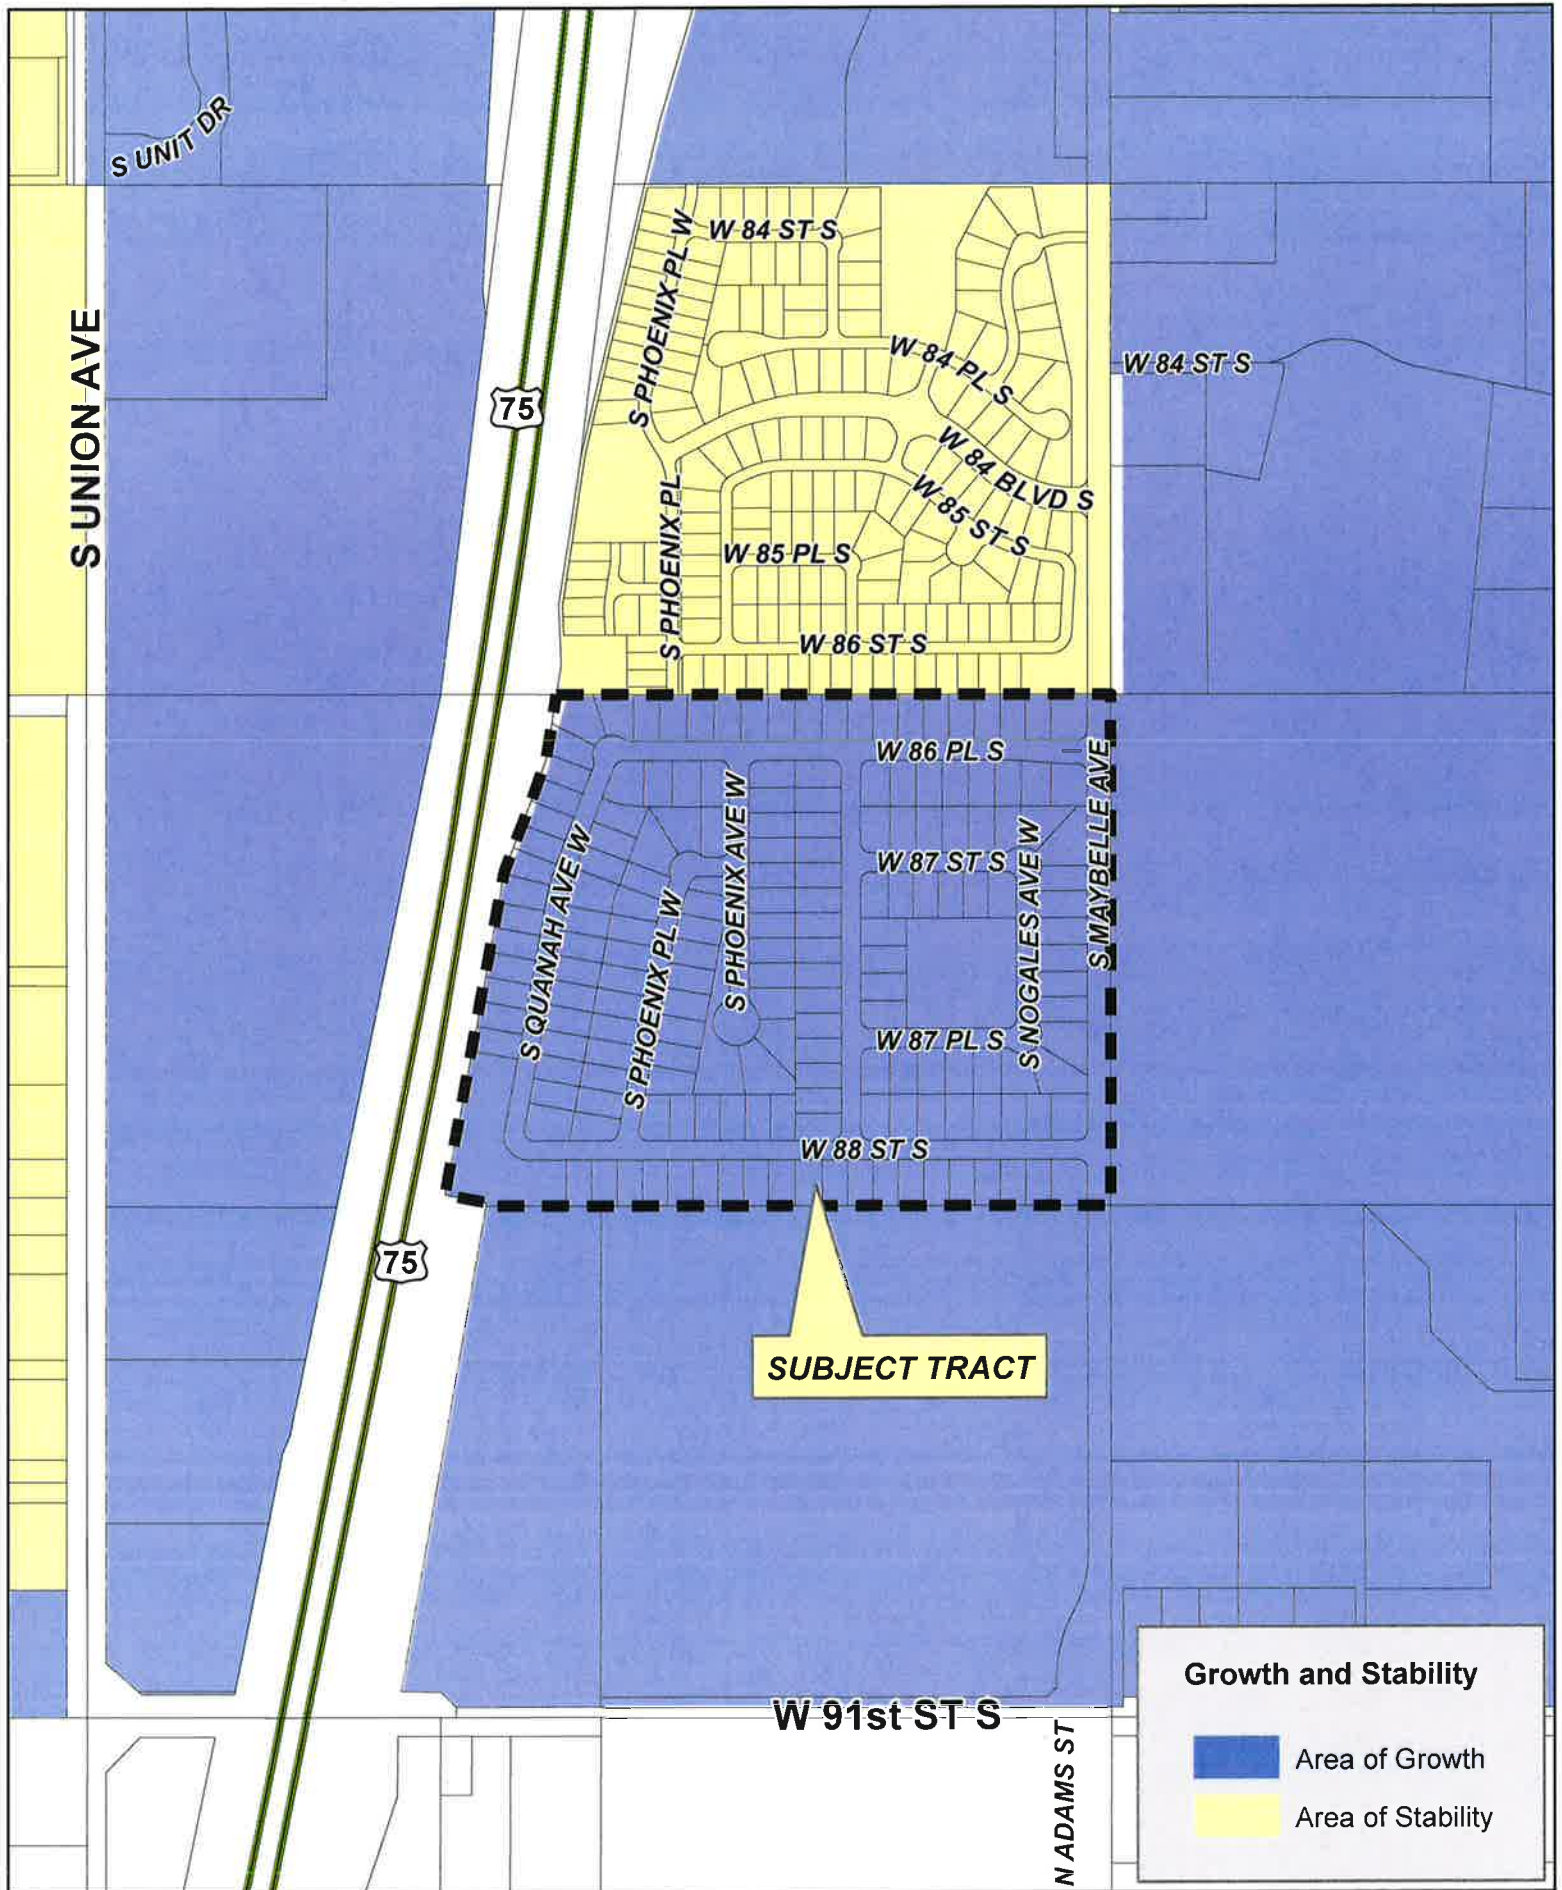 S UNIT DR
W 84 ST S
S PHOENIX PL W
S UNION AVE
W 84 PL S
W 84 ST S
75
W 84 BLVD S
W 85 ST S
S PHOENIX PL
W 85 PL S
W 86 ST S
W 86 PL S
S MAYBELLE AVE
S PHOENIX AVE W
W 87 ST S
S NOGALES AVE W
S QUANAH AVE W
S PHOENIX PL W
W 87 PL S
W 88 ST S
75
SUBJECT TRACT
W 91st ST S
N ADAMS ST
Growth and Stability
Area of Growth
Area of Stability